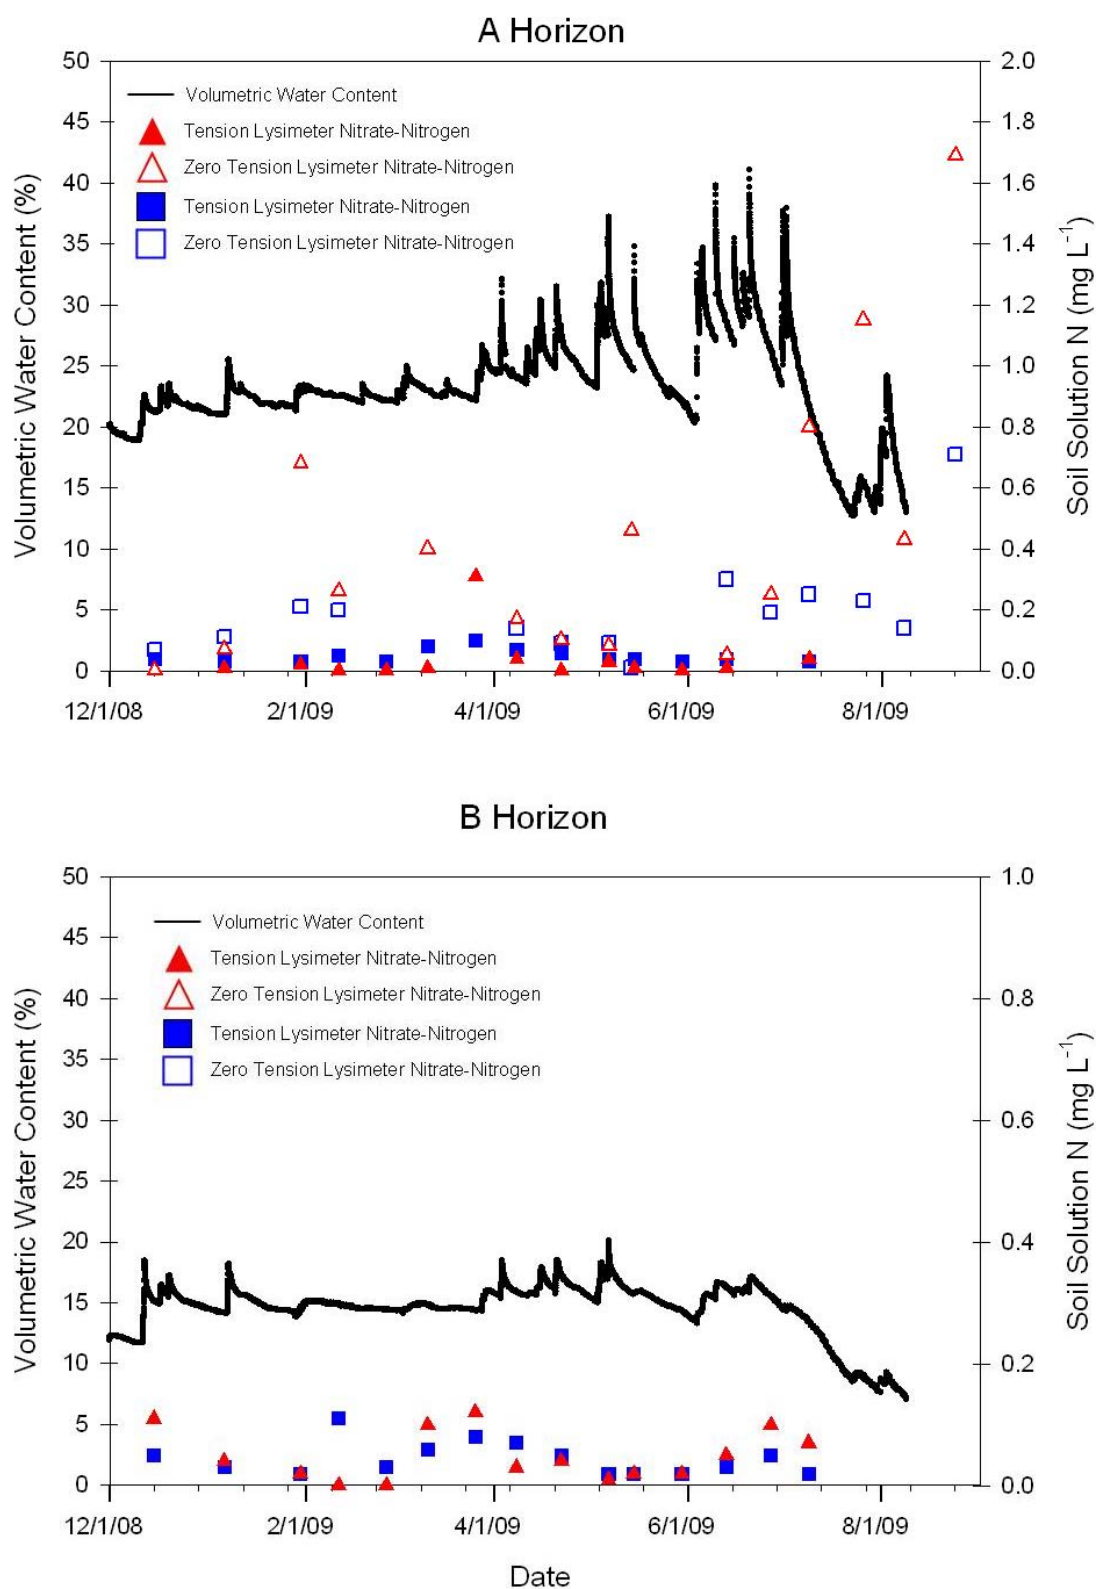 A Horizon
50
45
40
35
30
25
20
15
10
5
0
Volumetric Water Content (%)
Volumetric Water Content
Tension Lysimeter Nitrate-Nitrogen
Zero Tension Lysimeter Nitrate-Nitrogen
Tension Lysimeter Nitrate-Nitrogen
Zero Tension Lysimeter Nitrate-Nitrogen
2.0
1.8
1.6
1.4
1.2
1.0
0.8
0.6
0.4
0.2
0.0
Soil Solution N (mg L⁻¹)
12/1/08 2/1/09 4/1/09 6/1/09 8/1/09
B Horizon
50
45
40
35
30
25
20
15
10
5
0
Volumetric Water Content (%)
Volumetric Water Content
Tension Lysimeter Nitrate-Nitrogen
Zero Tension Lysimeter Nitrate-Nitrogen
Tension Lysimeter Nitrate-Nitrogen
Zero Tension Lysimeter Nitrate-Nitrogen
1.0
0.8
0.6
0.4
0.2
0.0
Soil Solution N (mg L⁻¹)
12/1/08 2/1/09 4/1/09 6/1/09 8/1/09
Date